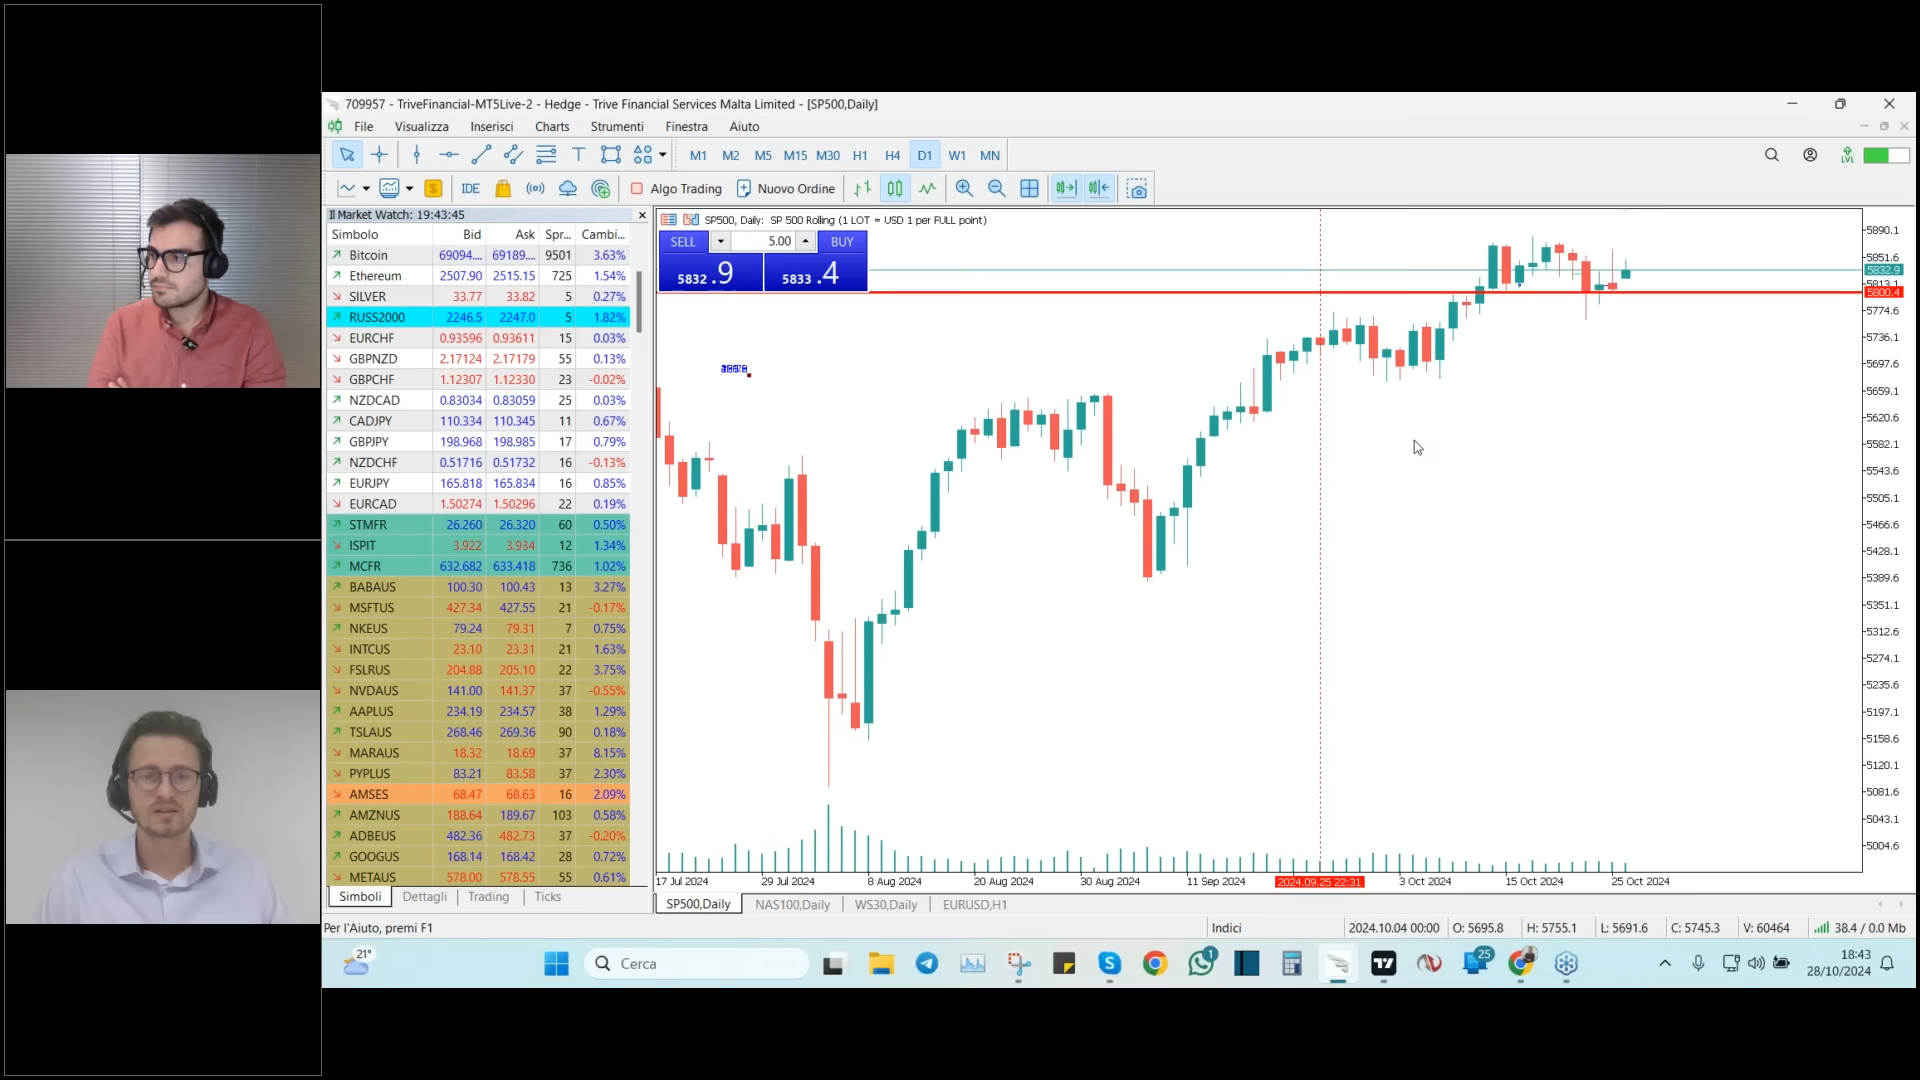 709957 - TriveFinancial-MT5Live-2 - Hedge - Trive Financial Services Malta Limited - [SP500,Daily]
File Visualizza Inserisci Charts Strumenti Finestra Aiuto
M1 M2 M5 M15 M30 H1 H4 D1 W1 MN
LVL
IDE Algo Trading Nuovo Ordine
Market Watch: 19:43:45
Simbolo Bid Ask Spr... Cambi...
Bitcoin 69094.... 69189.... 9501 3.63%
Ethereum 2507.90 2515.15 725 1.54%
SILVER 33.77 33.82 5 0.27%
RUSS2000 2246.5 2247.0 5 1.82%
EURCHF 0.93596 0.93611 15 0.03%
GBPNZD 2.17124 2.17179 55 0.13%
GBPCHF 1.12307 1.12330 23 -0.02%
NZDCAD 0.83034 0.83059 25 0.03%
CADJPY 110.334 110.345 11 0.67%
GBPJPY 198.968 198.985 17 0.79%
NZDCHF 0.51716 0.51732 16 -0.13%
EURJPY 165.818 165.834 16 0.85%
EURCAD 1.50274 1.50296 22 0.19%
STMFR 26.260 26.320 60 0.50%
ISPIT 3.922 3.934 12 1.34%
MCFR 632.682 633.418 736 1.02%
BABAUS 100.30 100.43 13 3.27%
MSFTUS 427.34 427.55 21 -0.17%
NKEUS 79.24 79.31 7 0.75%
INTCUS 23.10 23.31 21 1.63%
FSLRUS 204.88 205.10 22 3.75%
NVDAUS 141.00 141.37 37 -0.55%
AAPLUS 234.19 234.57 38 1.29%
TSLAUS 268.46 269.36 90 0.18%
MARAUS 18.32 18.69 37 8.15%
PYPLUS 83.21 83.58 37 2.30%
AMSES 68.47 68.63 16 2.09%
AMZNUS 188.64 189.67 103 0.58%
ADBEUS 482.36 482.73 37 -0.20%
GOOGUS 168.14 168.42 28 0.72%
METAUS 578.00 578.55 55 0.61%
Simboli Dettagli Trading Ticks
SP500, Daily: SP 500 Rolling (1 LOT = USD 1 per FULL point)
SELL 5.00 BUY
5832.9 5833.4
5890.1
5851.6
5832.9
5813.1
5800.4
5774.6
5736.1
5697.6
5659.1
5620.6
5582.1
5543.6
5505.1
5466.6
5428.1
5389.6
5351.1
5312.6
5274.1
5235.6
5197.1
5158.6
5120.1
5081.6
5043.1
5004.6
17 Jul 2024 29 Jul 2024 8 Aug 2024 20 Aug 2024 30 Aug 2024 11 Sep 2024 2024.09.25 22:31 3 Oct 2024 15 Oct 2024 25 Oct 2024
SP500,Daily NAS100,Daily WS30,Daily EURUSD,H1
Per l'Aiuto, premi F1 Indici 2024.10.04 00:00 O: 5695.8 H: 5755.1 L: 5691.6 C: 5745.3 V: 60464 38.4 / 0.0 Mb
21°
Cerca
1
25
18:43
28/10/2024